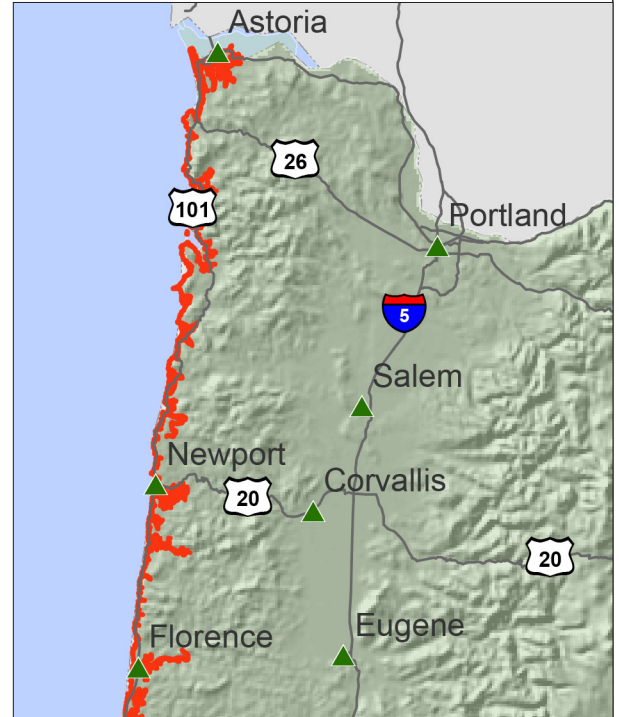 Astoria
26
101
Portland
5
Salem
Newport
Corvallis
20
20
Florence
Eugene